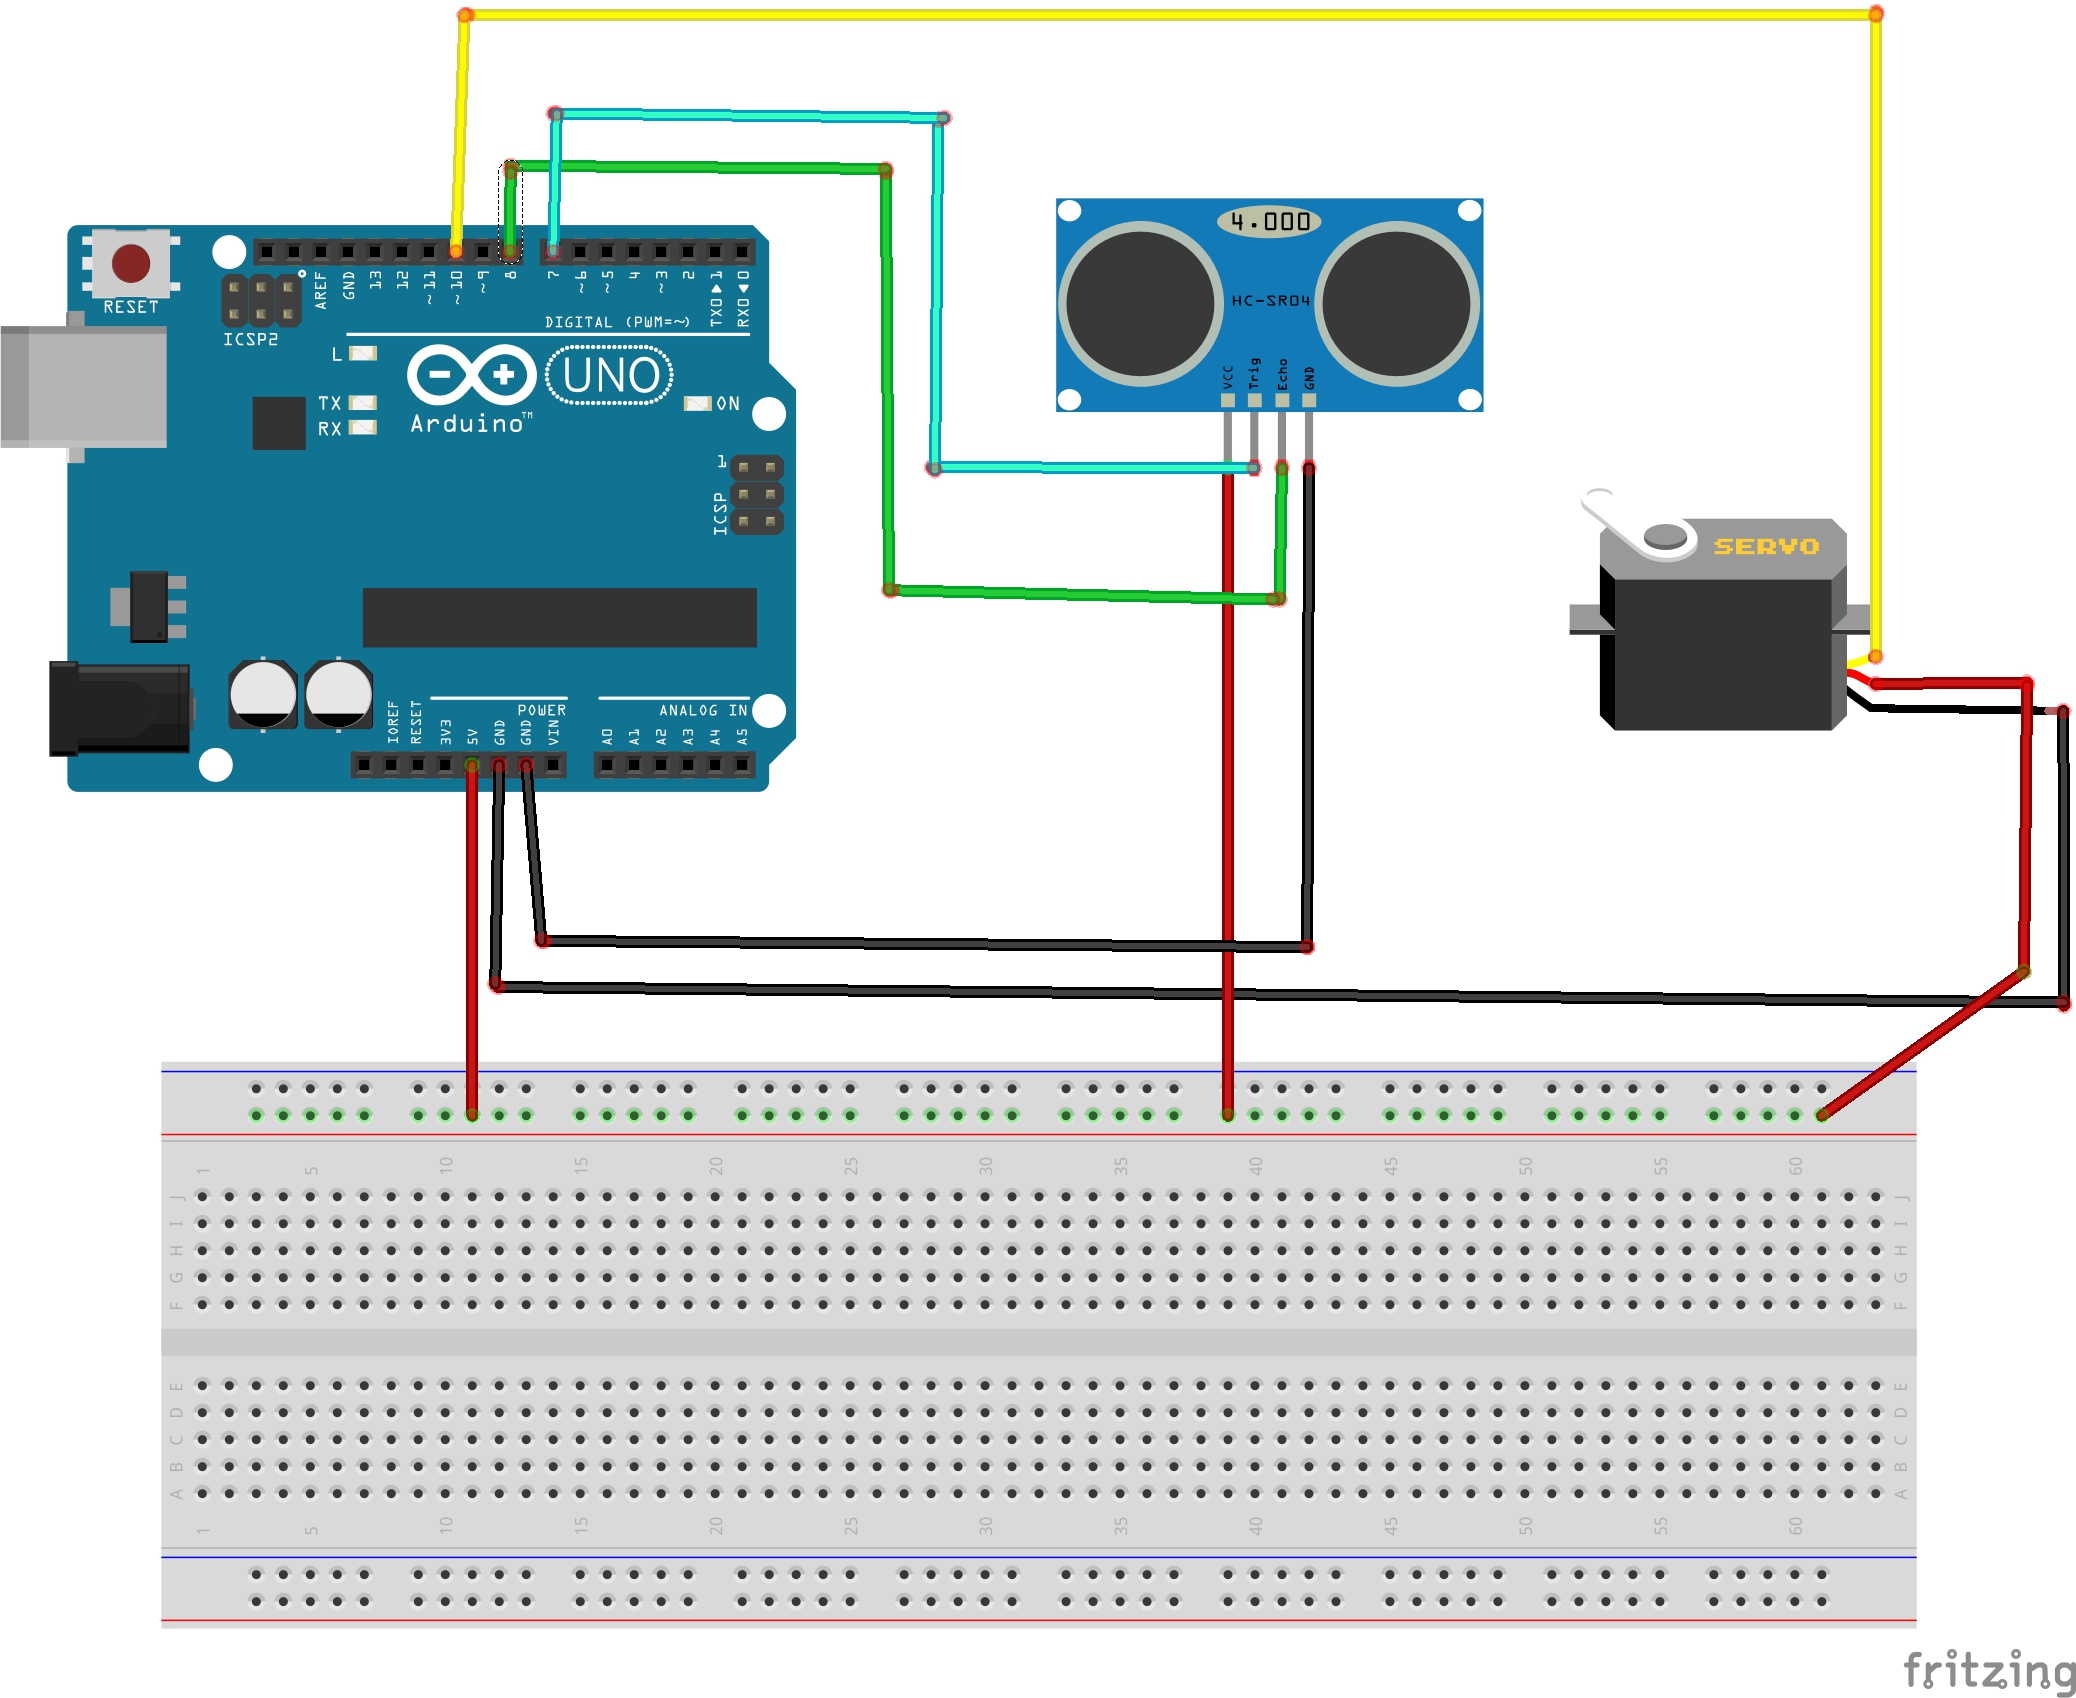 RESET
ICSP2
AREF
GND
13
12
~11
~10
~9
8
7
~6
~5
4
~3
2
TX0▶1
RX0◀0
DIGITAL (PWM=~)
L
TX
RX
UNO
Arduino™
ON
1
ICSP
4.000
HC-SR04
VCC
Trig
Echo
GND
SERVO
IOREF
RESET
3V3
5V
GND
GND
VIN
POWER
ANALOG IN
A0
A1
A2
A3
A4
A5
1 5 10 15 20 25 30 35 40 45 50 55 60
J J
I I
H H
G G
F F
E E
D D
C C
B B
A A
1 5 10 15 20 25 30 35 40 45 50 55 60
fritzing